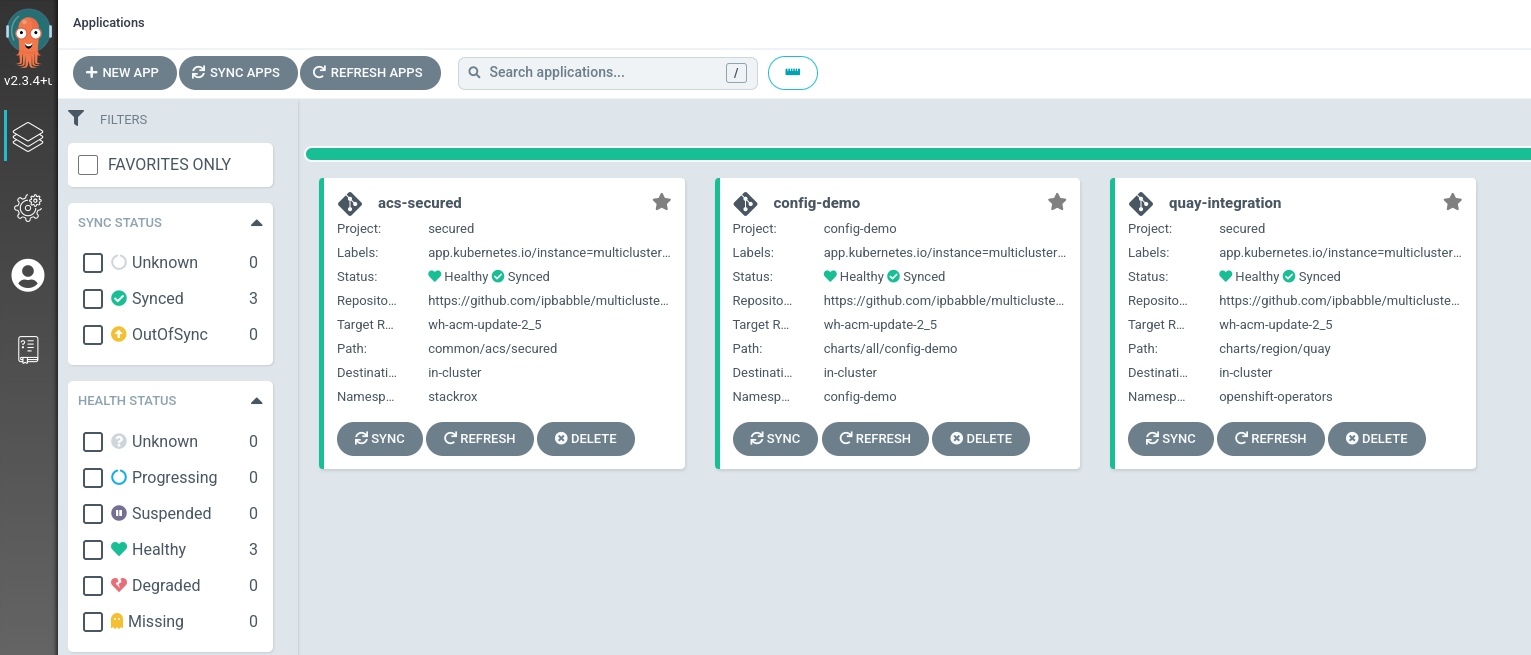 Applications
v2.3.4+u
NEW APP SYNC APPS REFRESH APPS Search applications... /
FILTERS
FAVORITES ONLY
SYNC STATUS
Unknown 0
Synced 3
OutOfSync 0
HEALTH STATUS
Unknown 0
Progressing 0
Suspended 0
Healthy 3
Degraded 0
Missing 0
acs-secured
Project: secured
Labels: app.kubernetes.io/instance=multicluster...
Status: Healthy Synced
Reposito... https://github.com/ipbabble/multicluste...
Target R... wh-acm-update-2_5
Path: common/acs/secured
Destinati... in-cluster
Namesp... stackrox
SYNC REFRESH DELETE
config-demo
Project: config-demo
Labels: app.kubernetes.io/instance=multicluster...
Status: Healthy Synced
Reposito... https://github.com/ipbabble/multicluste...
Target R... wh-acm-update-2_5
Path: charts/all/config-demo
Destinati... in-cluster
Namesp... config-demo
SYNC REFRESH DELETE
quay-integration
Project: secured
Labels: app.kubernetes.io/instance=multicluster...
Status: Healthy Synced
Reposito... https://github.com/ipbabble/multicluste...
Target R... wh-acm-update-2_5
Path: charts/region/quay
Destinati... in-cluster
Namesp... openshift-operators
SYNC REFRESH DELETE